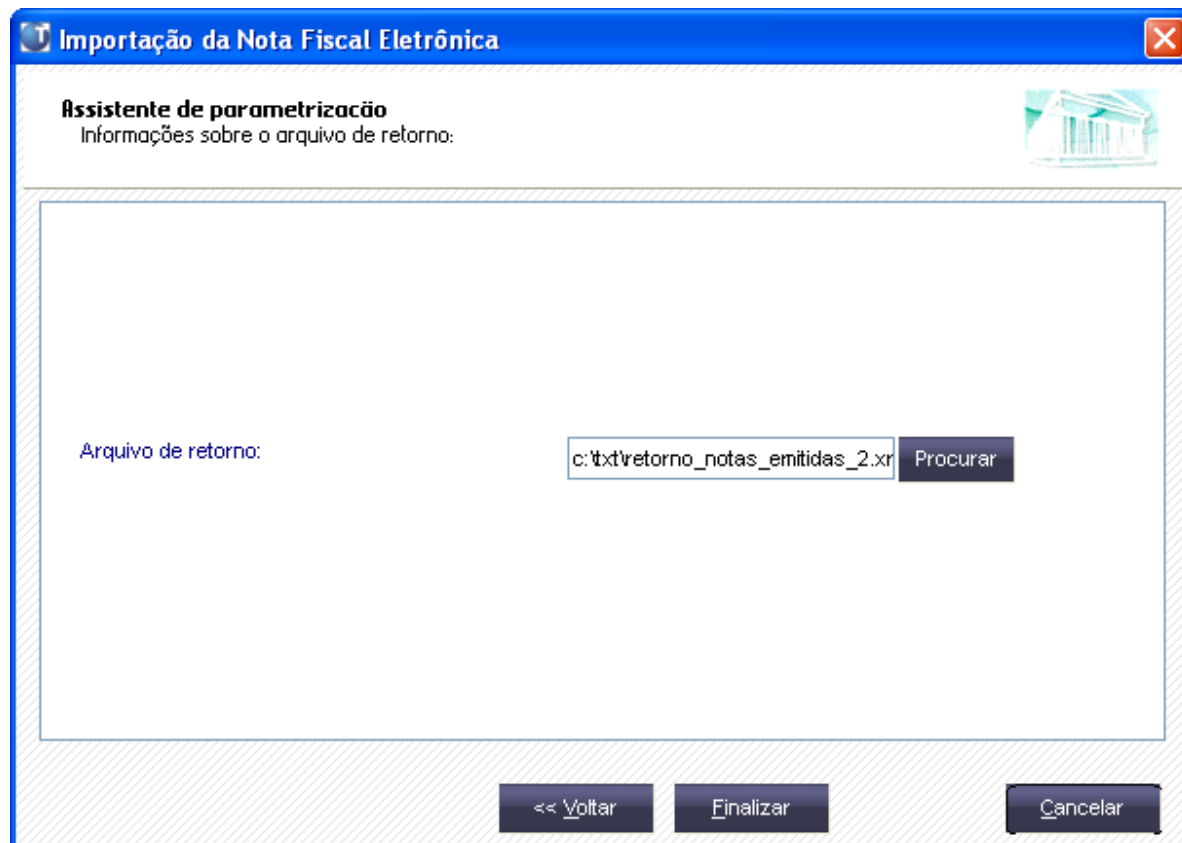 Importação da Nota Fiscal Eletrônica
Assistente de parametrização
Informações sobre o arquivo de retorno:
Arquivo de retorno:
c:\txt\retorno_notas_emitidas_2.xr
Procurar
<< Voltar
Finalizar
Cancelar